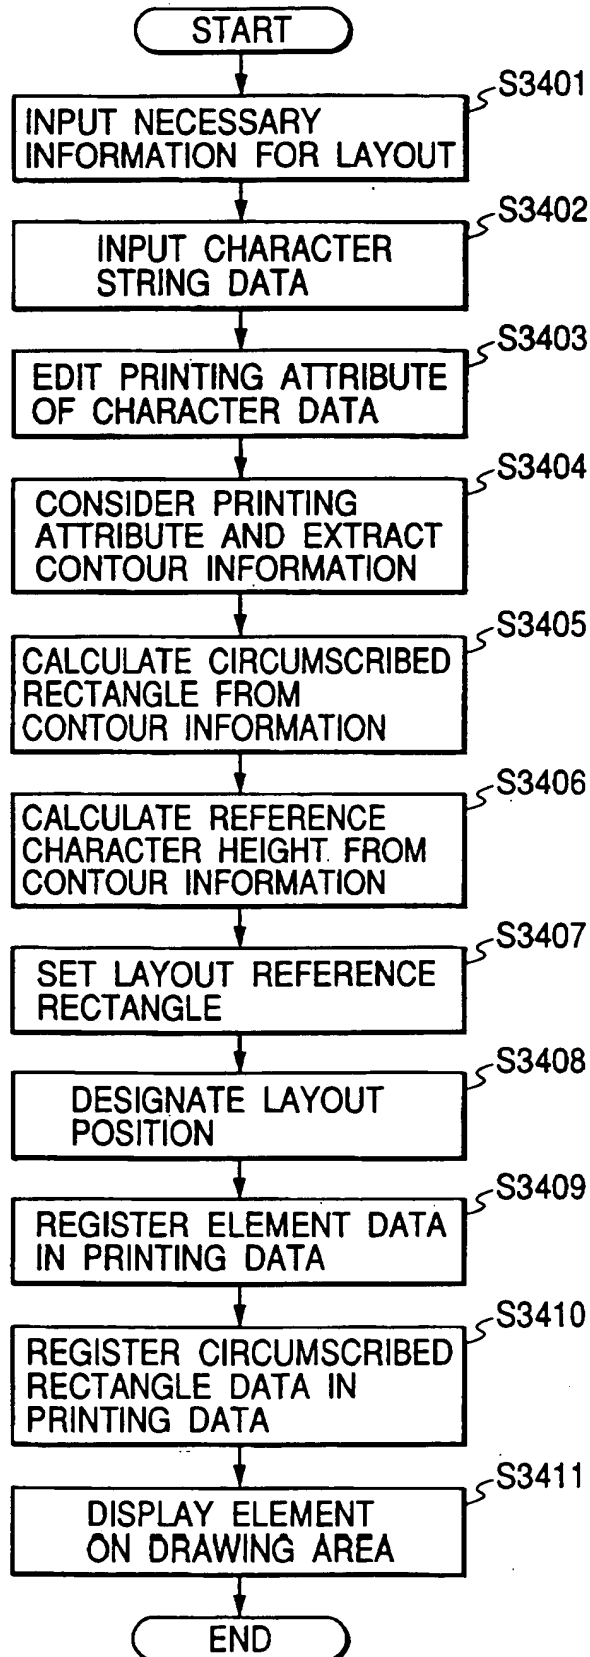 START
S3401
INPUT NECESSARY
INFORMATION FOR LAYOUT
S3402
INPUT CHARACTER
STRING DATA
S3403
EDIT PRINTING ATTRIBUTE
OF CHARACTER DATA
S3404
CONSIDER PRINTING
ATTRIBUTE AND EXTRACT
CONTOUR INFORMATION
S3405
CALCULATE CIRCUMSCRIBED
RECTANGLE FROM
CONTOUR INFORMATION
S3406
CALCULATE REFERENCE
CHARACTER HEIGHT FROM
CONTOUR INFORMATION
S3407
SET LAYOUT REFERENCE
RECTANGLE
S3408
DESIGNATE LAYOUT
POSITION
S3409
REGISTER ELEMENT DATA
IN PRINTING DATA
S3410
REGISTER CIRCUMSCRIBED
RECTANGLE DATA IN
PRINTING DATA
S3411
DISPLAY ELEMENT
ON DRAWING AREA
END